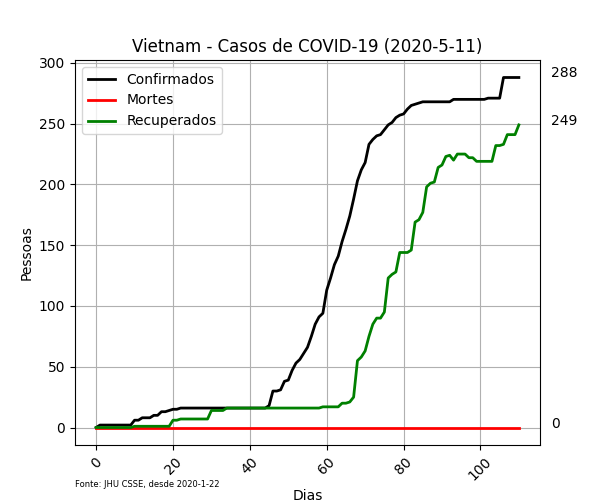 Vietnam - Casos de COVID-19 (2020-5-11)
Confirmados
Mortes
Recuperados
300
250
200
150
100
50
0
Pessoas
288
249
0
0
20
40
60
80
100
Dias
Fonte: JHU CSSE, desde 2020-1-22